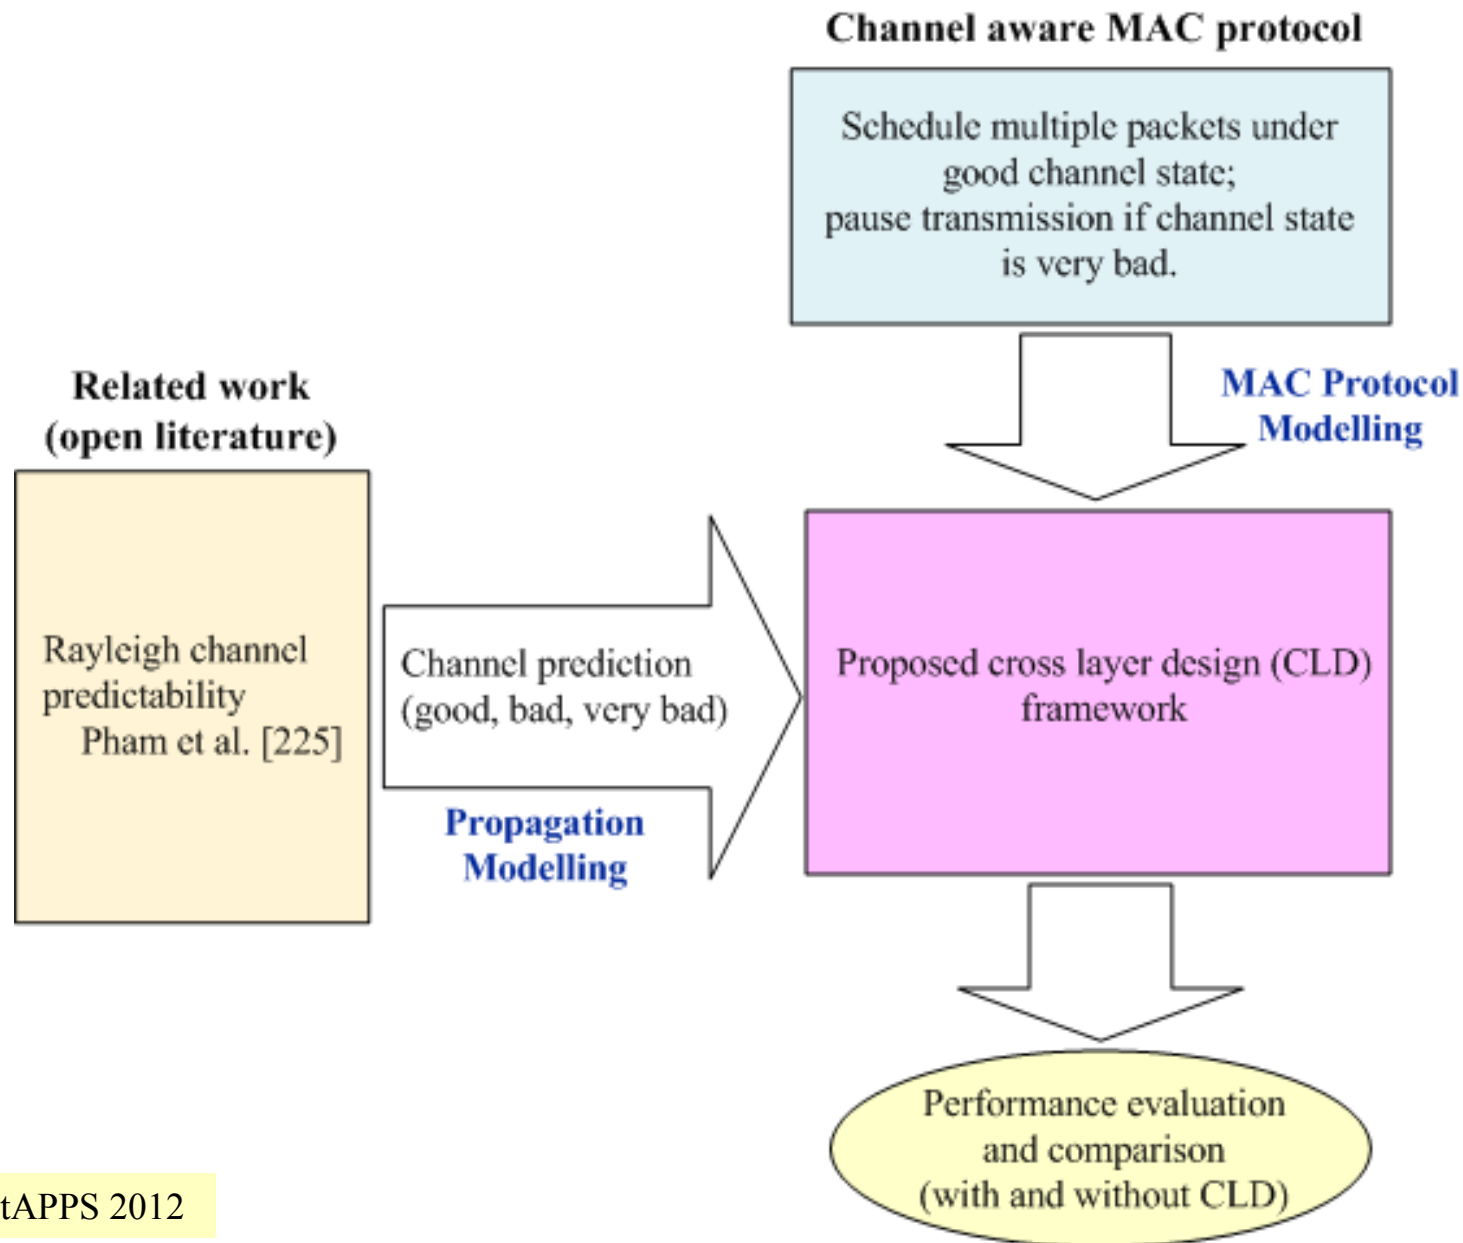 Channel aware MAC protocol
Schedule multiple packets under
good channel state;
pause transmission if channel state
is very bad.
MAC Protocol
Modelling
Related work
(open literature)
Rayleigh channel
predictability
Pham et al. [225]
Channel prediction
(good, bad, very bad)
Propagation
Modelling
Proposed cross layer design (CLD)
framework
Performance evaluation
and comparison
(with and without CLD)
tAPPS 2012